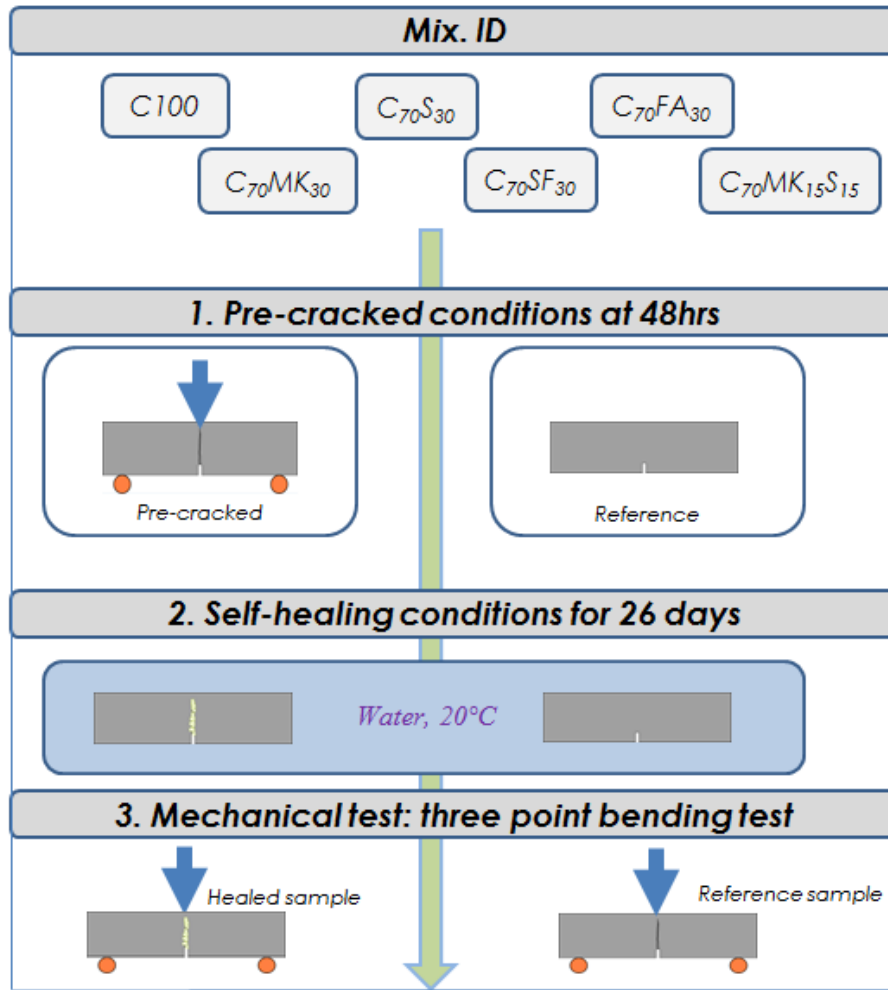 Mix. ID
C100
C₇₀S₃₀
C₇₀FA₃₀
C₇₀MK₃₀
C₇₀SF₃₀
C₇₀MK₁₅S₁₅
1. Pre-cracked conditions at 48hrs
Pre-cracked
Reference
2. Self-healing conditions for 26 days
Water, 20°C
3. Mechanical test: three point bending test
Healed sample
Reference sample